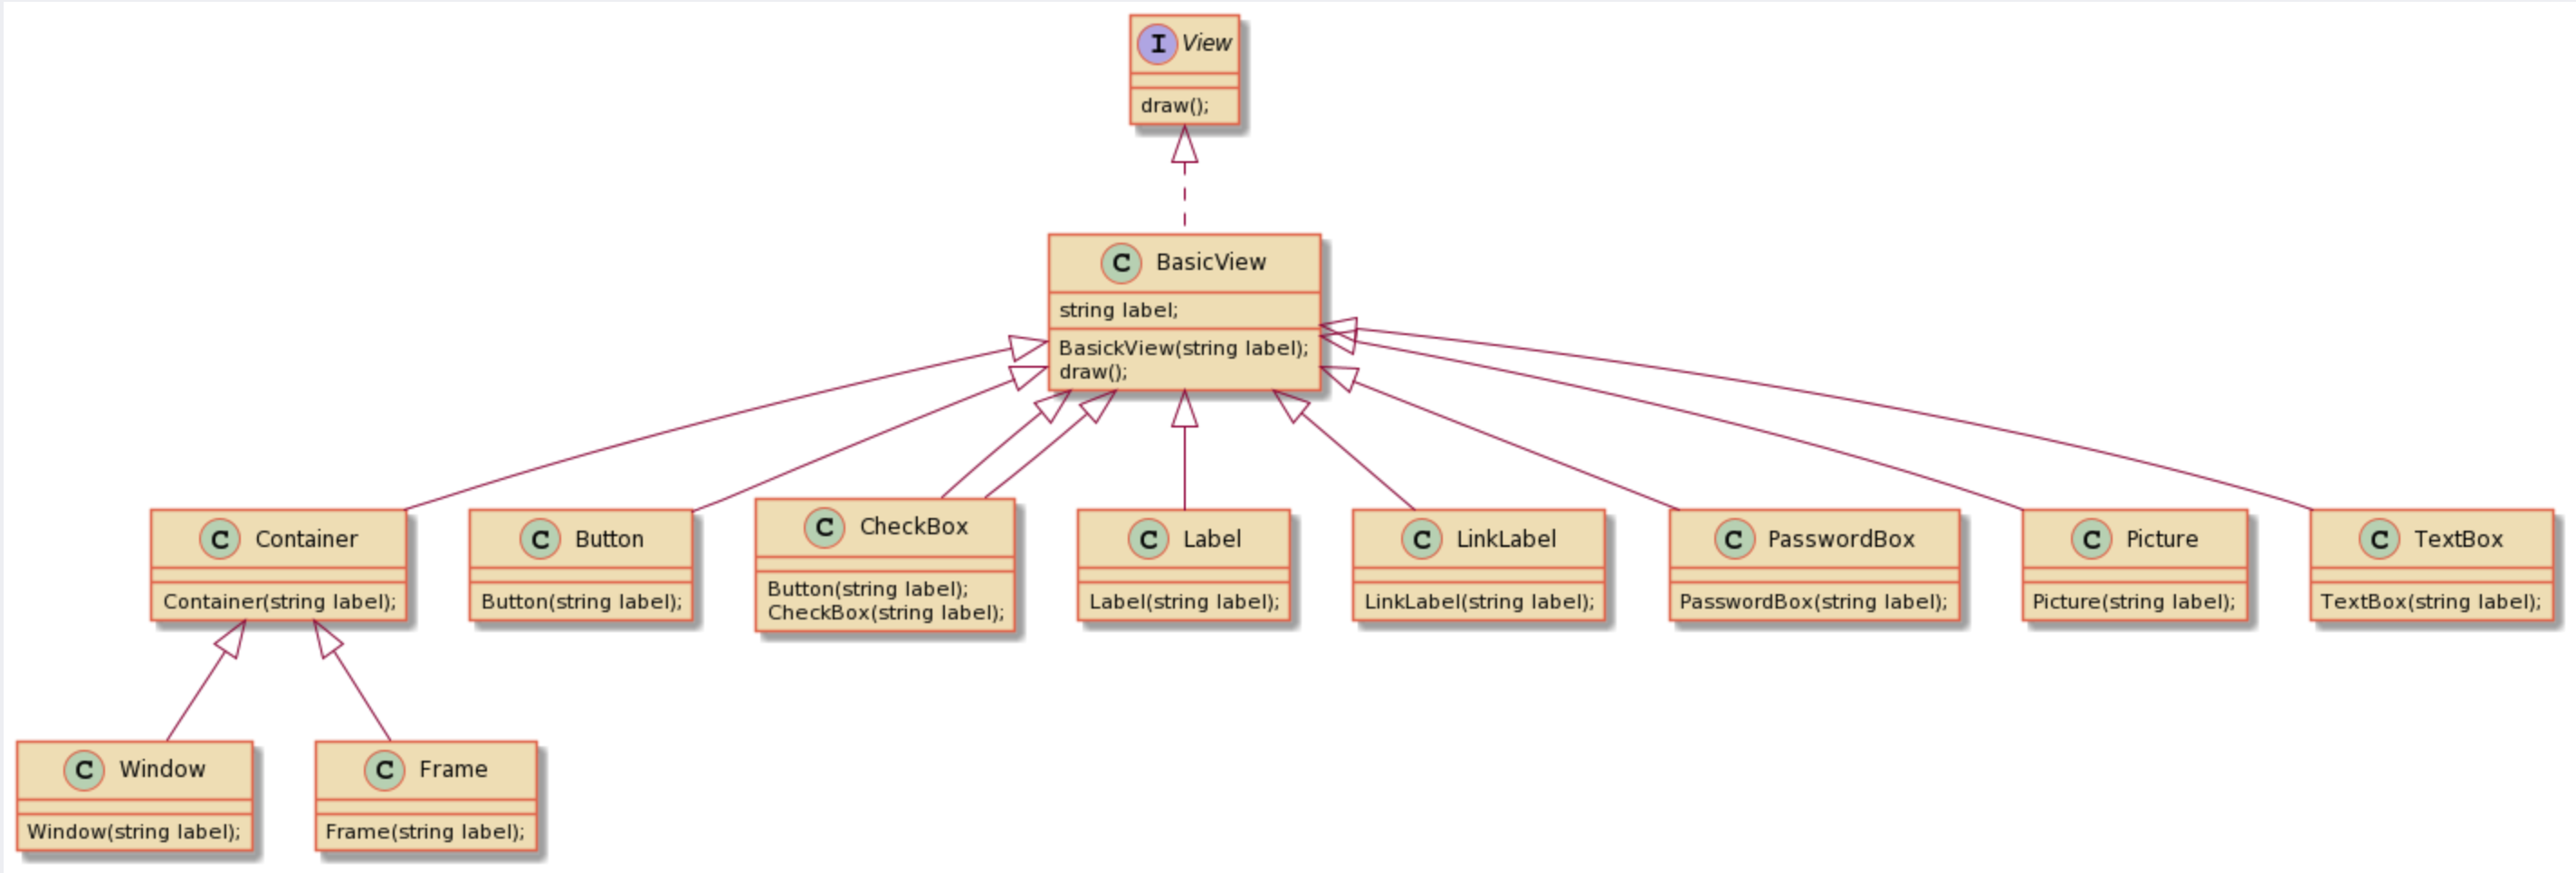 I View
draw();
C BasicView
string label;
BasickView(string label);
draw();
C Container
Container(string label);
C Button
Button(string label);
C CheckBox
Button(string label);
CheckBox(string label);
C Label
Label(string label);
C LinkLabel
LinkLabel(string label);
C PasswordBox
PasswordBox(string label);
C Picture
Picture(string label);
C TextBox
TextBox(string label);
C Window
Window(string label);
C Frame
Frame(string label);